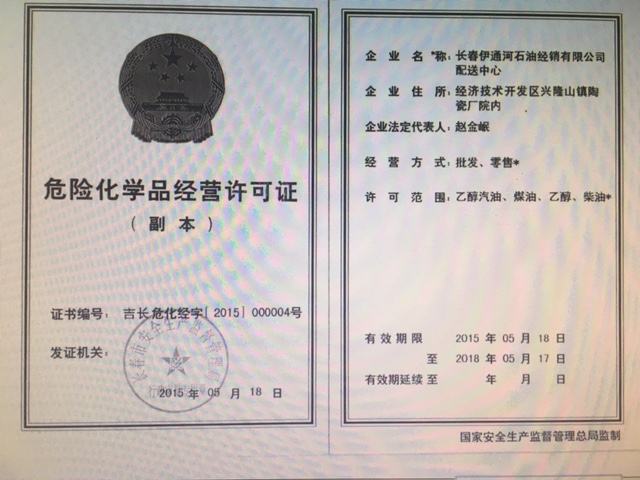 危险化学品经营许可证
（副本）
证书编号：吉长危化经字［2015］000004号
发证机关：
长春市安全生产监督管理
2015 年 05 月 18 日
企业名称：长春伊通河石油经销有限公司
配送中心
企业住所：经济技术开发区兴隆山镇陶
瓷厂院内
企业法定代表人：赵金岷
经营方式：批发、零售*
许可范围：乙醇汽油、煤油、乙醇、柴油*
有效期限 2015 年 05 月 18 日
至 2018 年 05 月 17 日
有效期延续至 年 月 日
国家安全生产监督管理总局监制